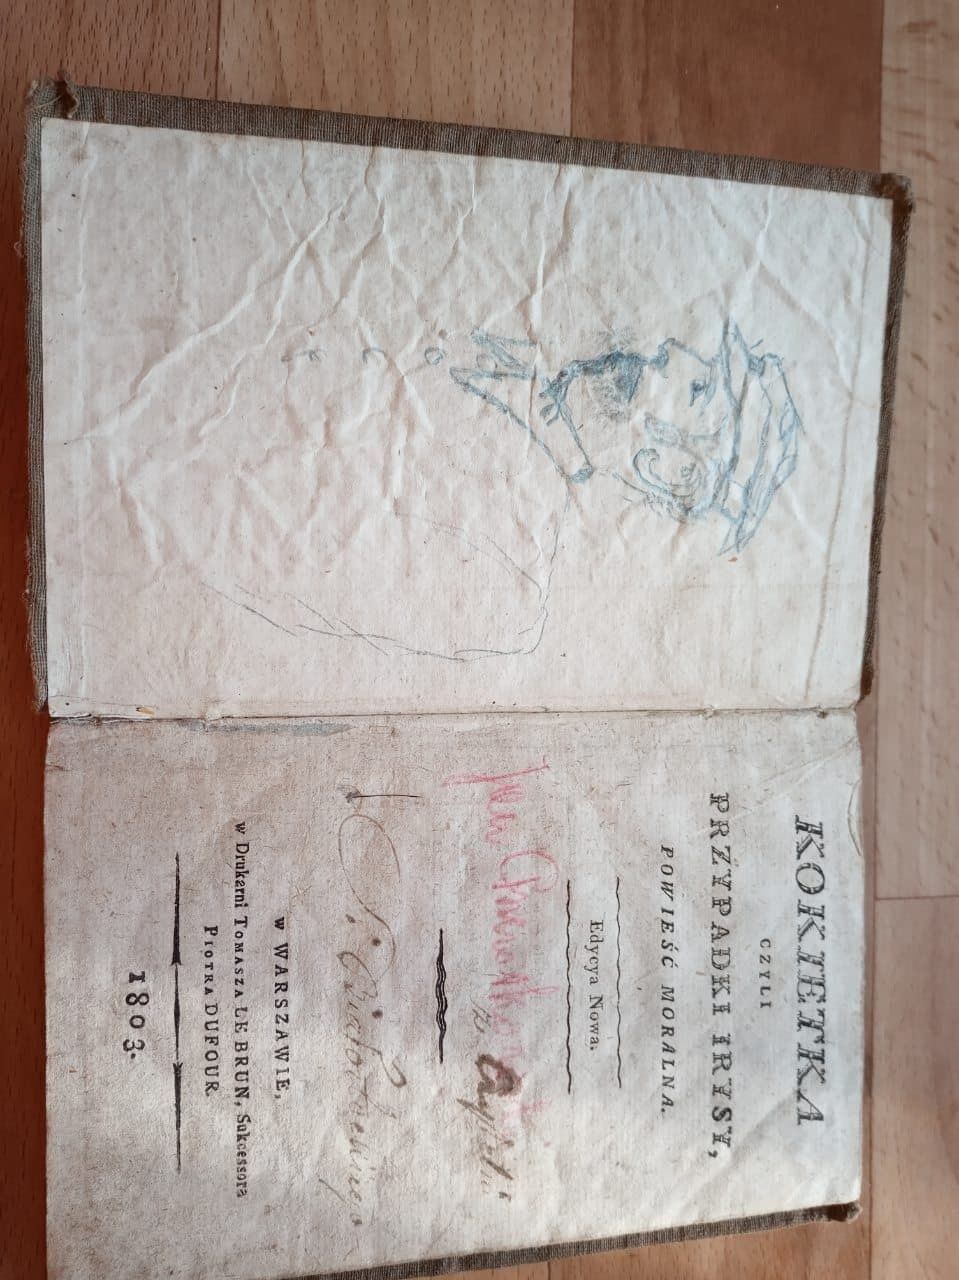 KOKIETKA
CZYLI
PRZYPADKI IRYSY,
POWIEŚĆ MORALNA.
Edycya Nowa.
w WARSZAWIE,
w Drukarni TOMASZA LE BRUN, Sukcessora
PIOTRA DUFOUR.
1803.